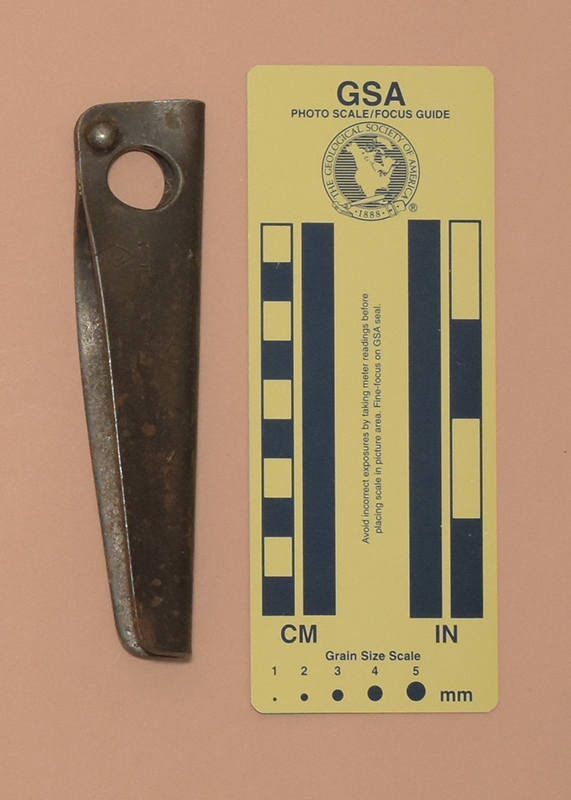 GSA
PHOTO SCALE/FOCUS GUIDE
THE GEOLOGICAL SOCIETY OF AMERICA
·1888·
®
Avoid incorrect exposures by taking meter readings before
placing scale in picture area. Fine-focus on GSA seal.
CM IN
Grain Size Scale
1 2 3 4 5
mm